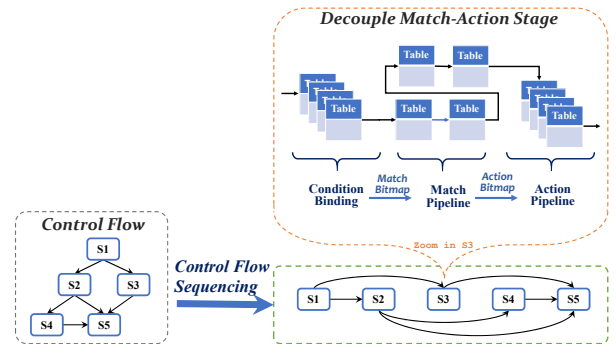 Decouple Match-Action Stage
Table
Table
Table
Table
Table
Table
Table
Table
Condition
Binding
Match
Bitmap
Match
Pipeline
Action
Bitmap
Action
Pipeline
Control Flow
S1
S2
S3
S4
S5
Control Flow
Sequencing
Zoom in S3
S1
S2
S3
S4
S5